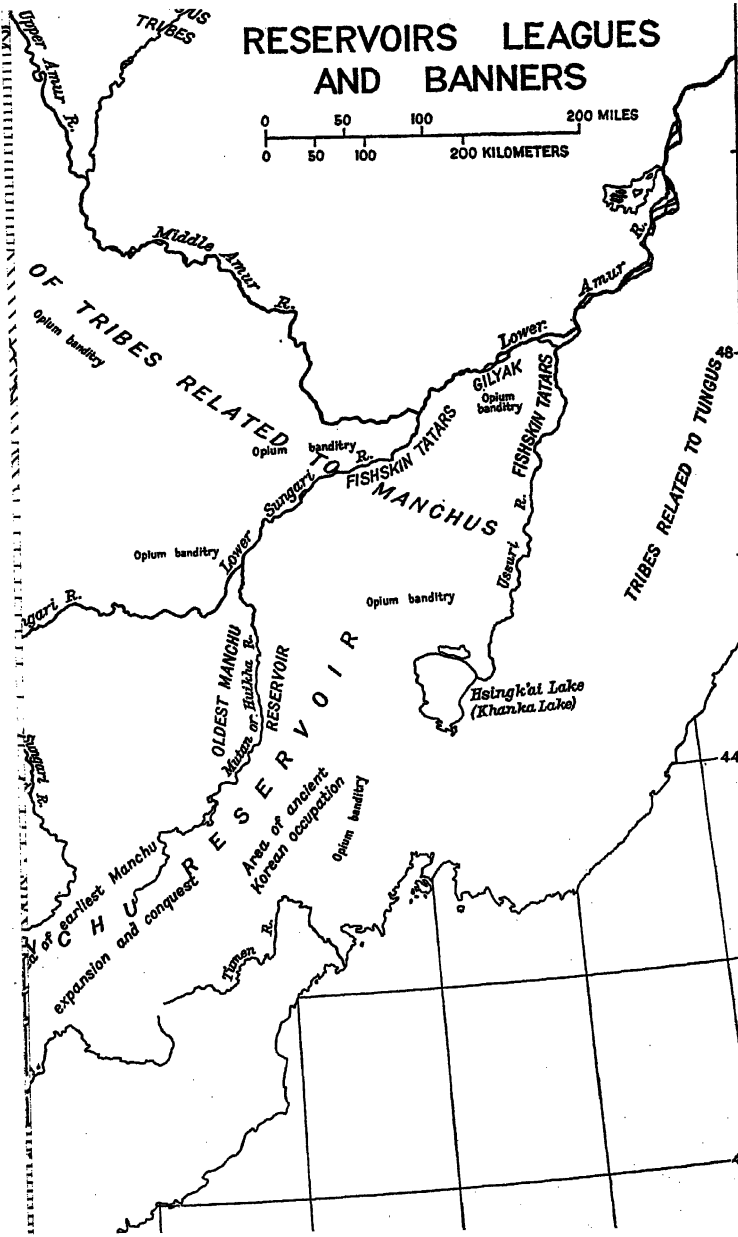 RESERVOIRS LEAGUES
AND BANNERS
0 50 100 200 MILES
0 50 100 200 KILOMETERS
GUS
TRIBES
Upper Amur R.
Middle Amur R.
Lower Amur R.
OF TRIBES RELATED TO MANCHUS
Opium banditry
GILYAK
Opium
banditry
FISHSKIN TATARS
48
TRIBES RELATED TO TUNGUS
Opium banditry
FISHSKIN TATARS
Lower Sungari R.
Ussuri R.
Opium banditry
Opium banditry
ngari R.
OLDEST MANCHU
RESERVOIR
Mutan or Hurkha R.
Hsingk'ai Lake
(Khanka Lake)
44
Sungari R.
CHU RESERVOIR
Area of ancient
Korean occupation
Opium banditry
of earliest Manchu
expansion and conquest
Tumen R.
4